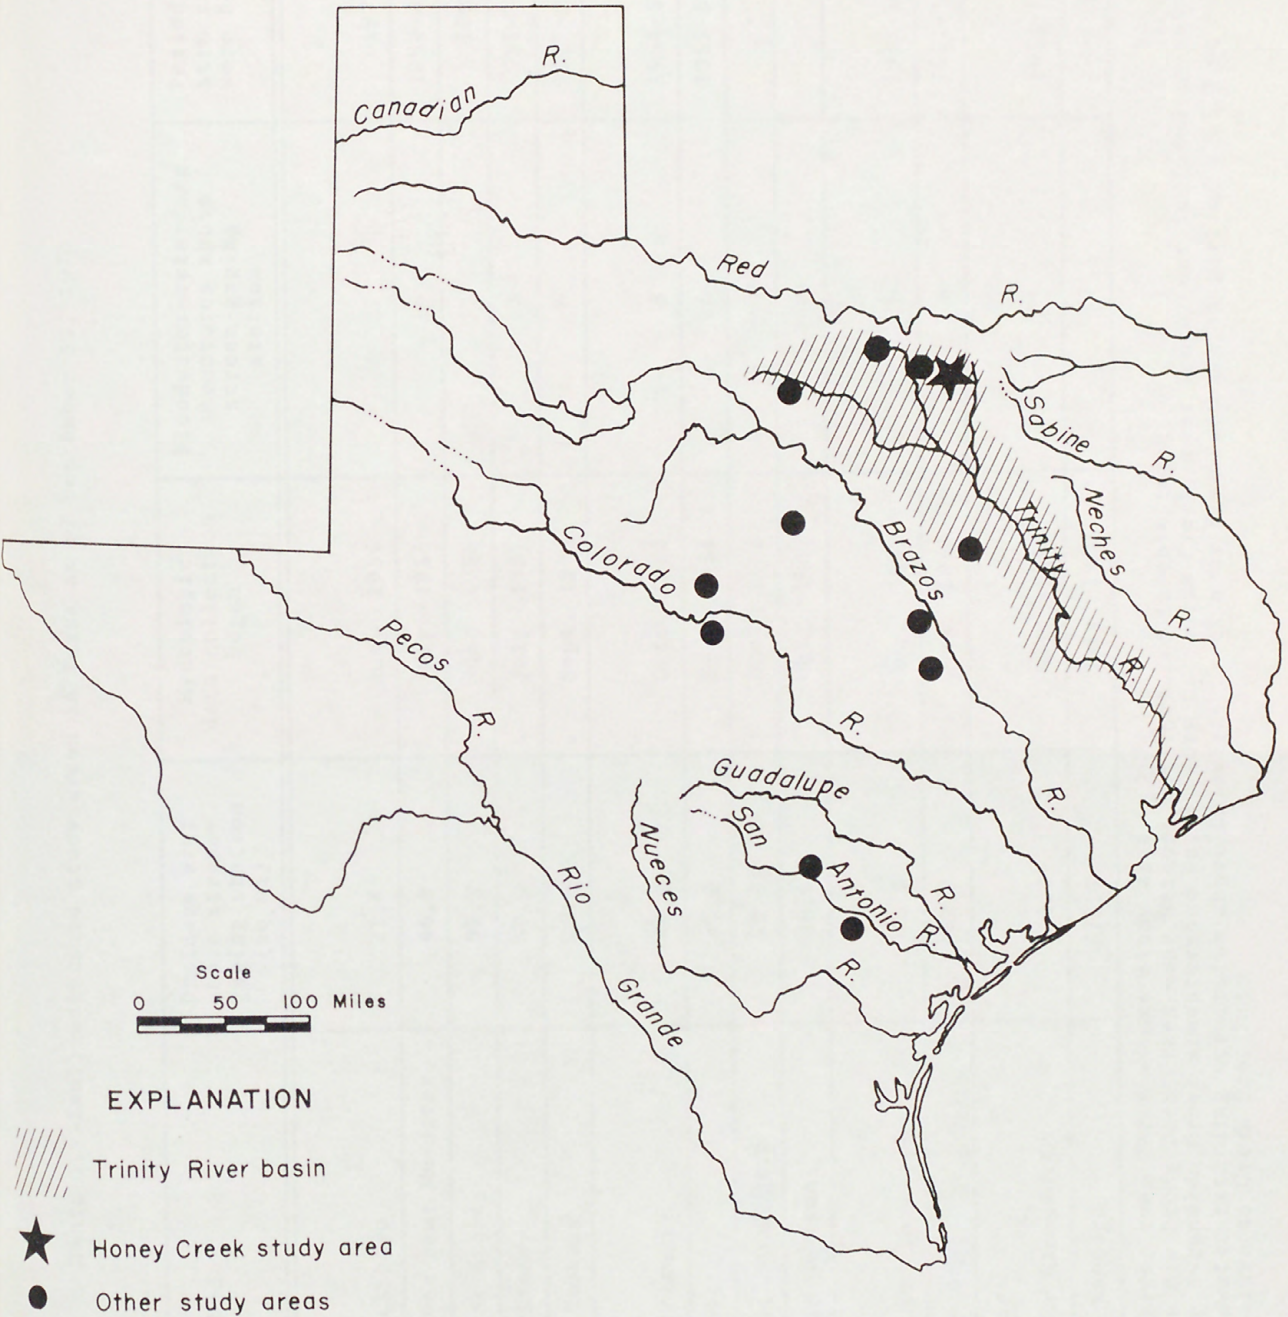 Canadian R.
Red R.
Sabine R.
Neches R.
Trinity R.
Brazos R.
Colorado R.
Pecos R.
Guadalupe R.
San Antonio R.
Nueces R.
Rio Grande
Scale
0 50 100 Miles
EXPLANATION
Trinity River basin
Honey Creek study area
Other study areas